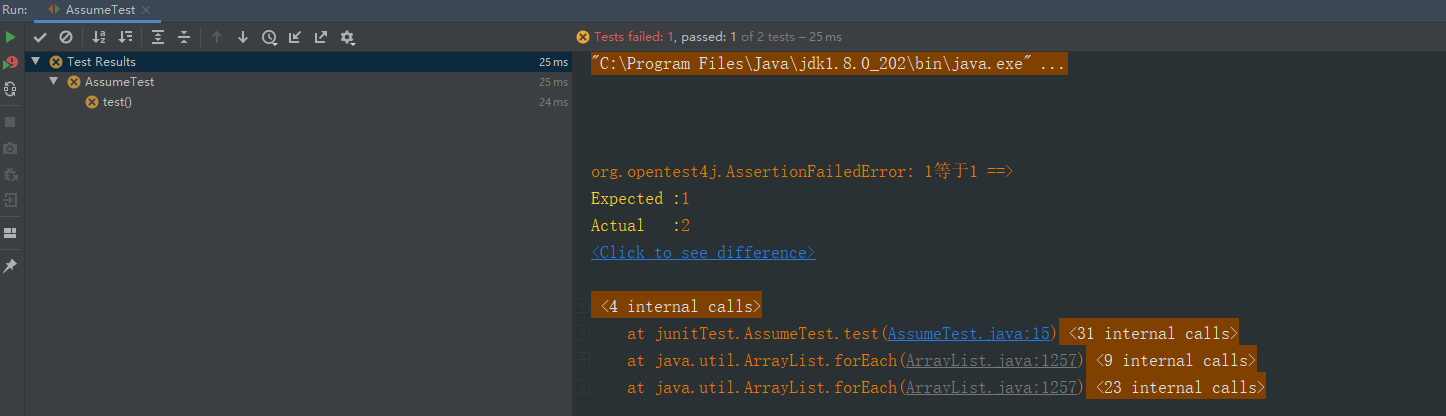 Run:
AssumeTest
Tests failed: 1, passed: 1 of 2 tests – 25 ms
Test Results
25 ms
AssumeTest
25 ms
test()
24 ms
"C:\Program Files\Java\jdk1.8.0_202\bin\java.exe" ...
org.opentest4j.AssertionFailedError: 1等于1 ==>
Expected :1
Actual   :2
<Click to see difference>
<4 internal calls>
at junitTest.AssumeTest.test(AssumeTest.java:15) <31 internal calls>
at java.util.ArrayList.forEach(ArrayList.java:1257) <9 internal calls>
at java.util.ArrayList.forEach(ArrayList.java:1257) <23 internal calls>